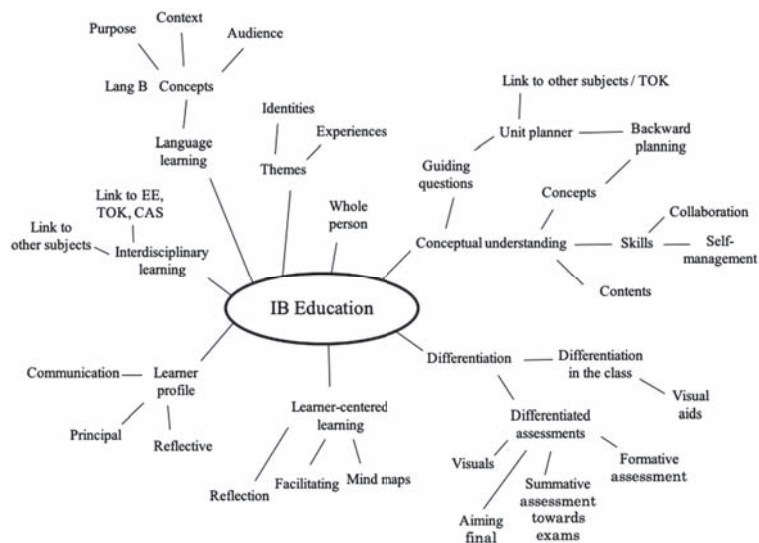 Context
Purpose
Audience
Lang B Concepts
Language
learning
Identities
Experiences
Themes
Whole
person
Link to other subjects / TOK
Unit planner
Backward
planning
Guiding
questions
Concepts
Collaboration
Conceptual understanding
Skills
Self-
management
Contents
Link to EE,
TOK, CAS
Link to
other subjects
Interdisciplinary
learning
IB Education
Communication
Learner
profile
Principal
Reflective
Learner-centered
learning
Reflection
Facilitating
Mind maps
Differentiation
Differentiation
in the class
Visual
aids
Differentiated
assessments
Visuals
Formative
assessment
Summative
assessment
towards
exams
Aiming
final